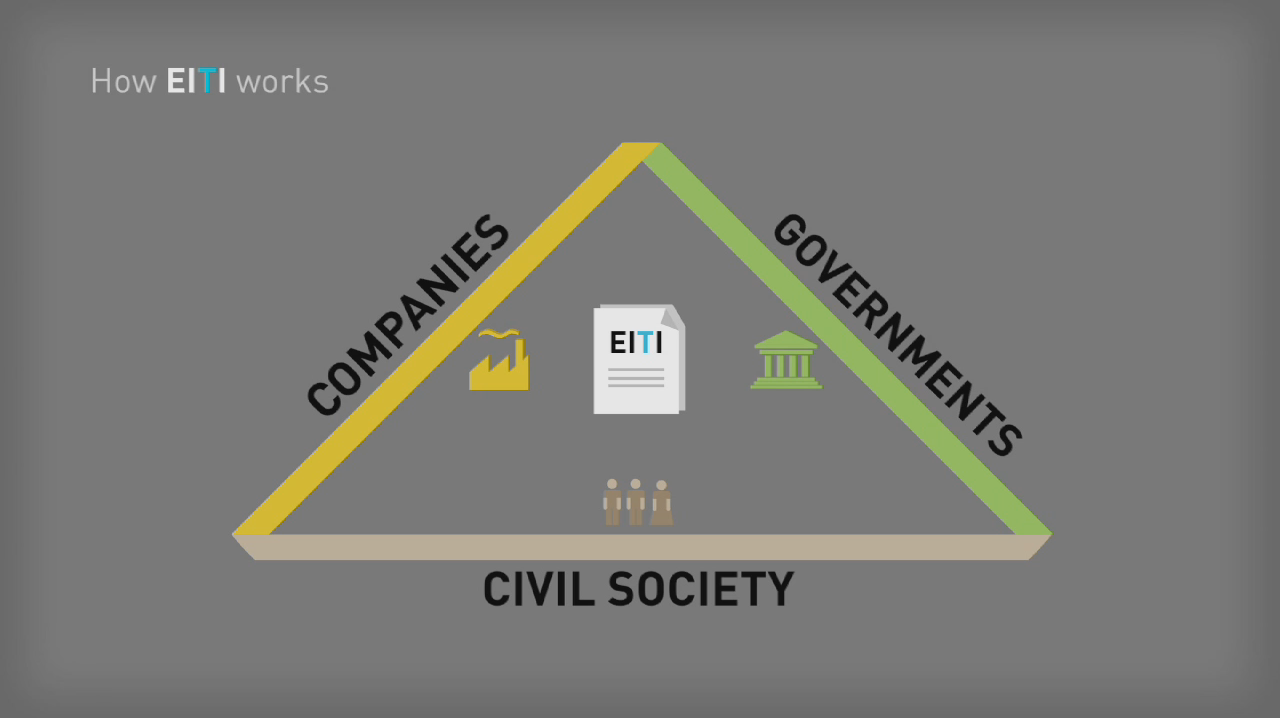 How EITI works
COMPANIES
GOVERNMENTS
EITI
CIVIL SOCIETY